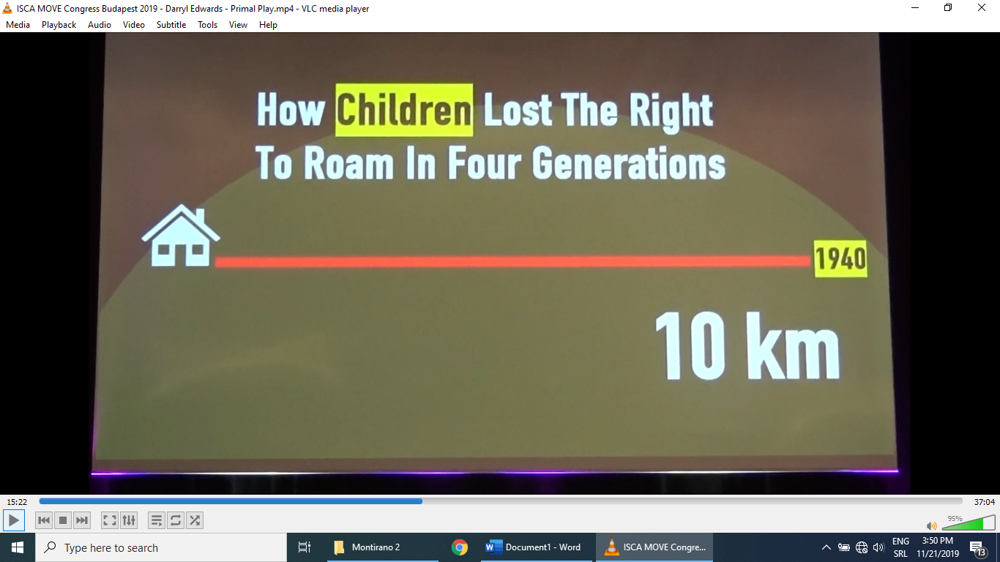 ISCA MOVE Congress Budapest 2019 - Darryl Edwards - Primal Play.mp4 - VLC media player
Media Playback Audio Video Subtitle Tools View Help
How Children Lost The Right
To Roam In Four Generations
1940
10 km
15:22
37:04
95%
Type here to search
Montirano 2
Document1 - Word
ISCA MOVE Congre...
ENG
SRL
3:50 PM
11/21/2019
13